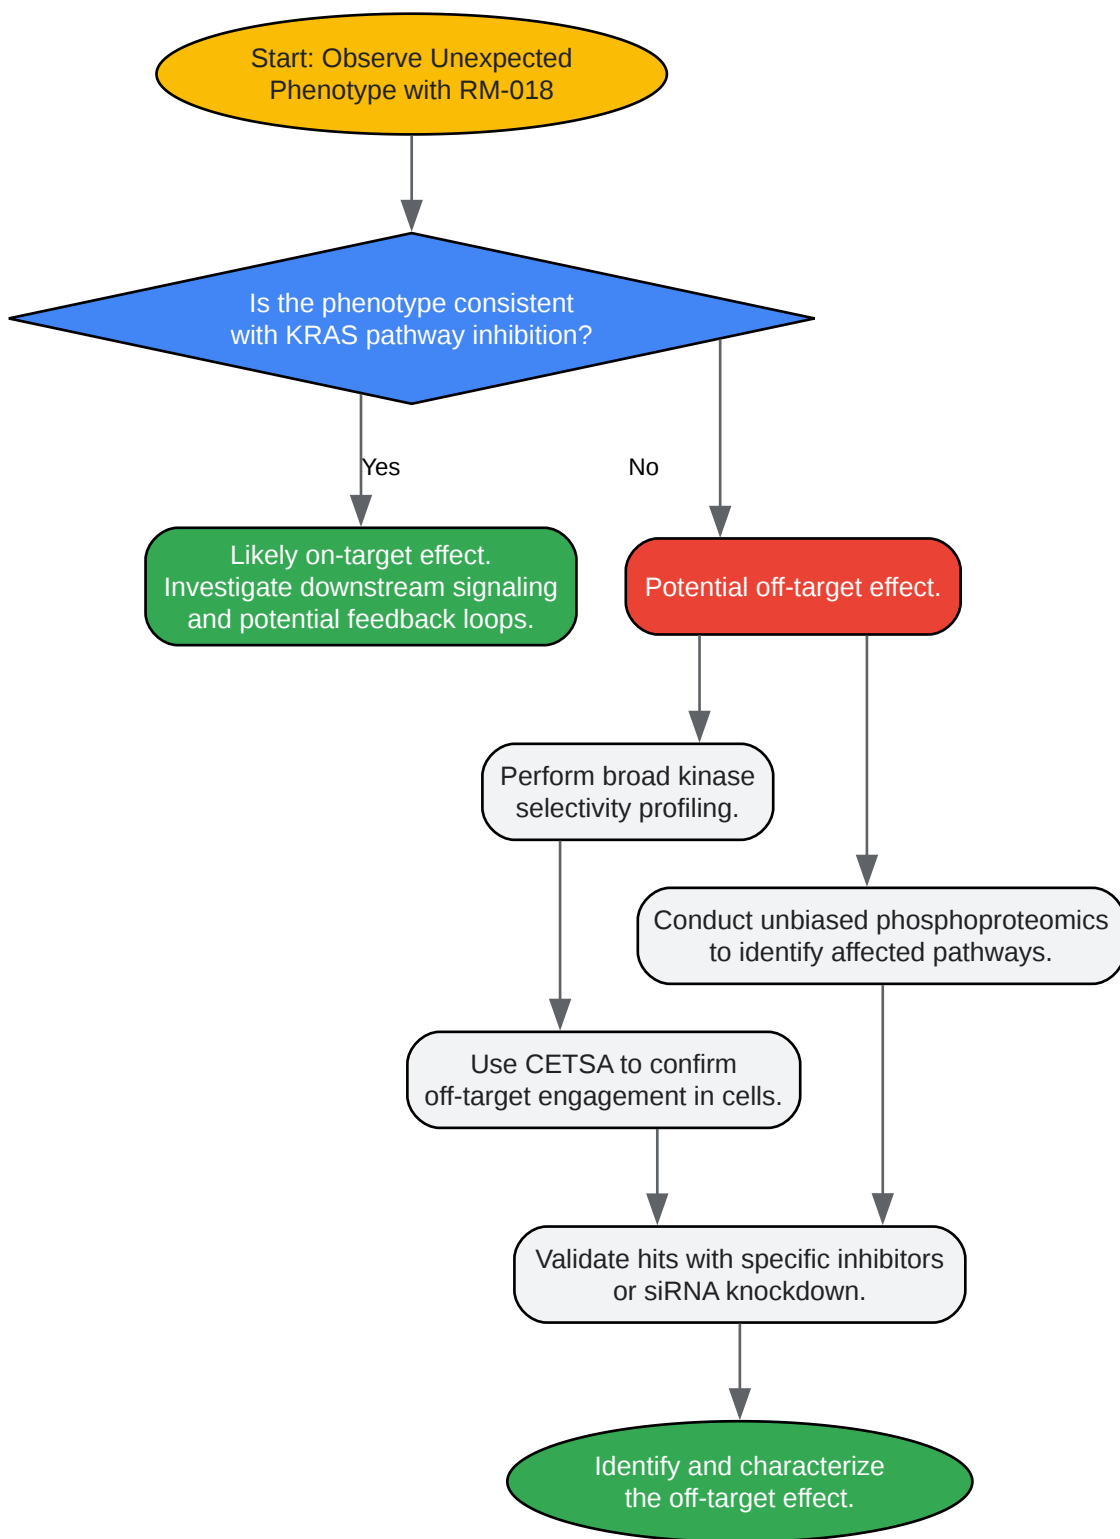 Start: Observe Unexpected
Phenotype with RM-018
Is the phenotype consistent
with KRAS pathway inhibition?
Yes
No
Likely on-target effect.
Investigate downstream signaling
and potential feedback loops.
Potential off-target effect.
Perform broad kinase
selectivity profiling.
Conduct unbiased phosphoproteomics
to identify affected pathways.
Use CETSA to confirm
off-target engagement in cells.
Validate hits with specific inhibitors
or siRNA knockdown.
Identify and characterize
the off-target effect.